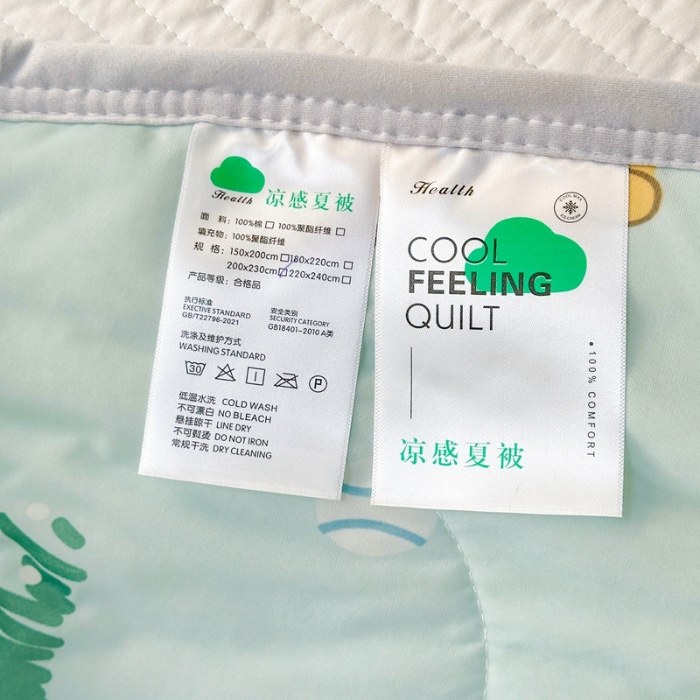 Health
凉感夏被
面 料: 100%棉 □ 100%聚酯纤维 □
填充物: 100%聚酯纤维
规 格: 150x200cm □ 180x220cm □
200x230cm ☑ 220x240cm □
产品等级: 合格品
执行标准 安全类别
EXECTIVE STANDARD SECURITY CATEGORY
GB/T22796-2021 GB18401-2010 A类
洗涤及维护方式
WASHING STANDARD
30 P
低温水洗 COLD WASH
不可漂白 NO BLEACH
悬挂晾干 LINE DRY
不可熨烫 DO NOT IRON
常规干洗 DRY CLEANING
Health
COOLMAX
ICE CREAM
COOL
FEELING
QUILT
•100% COMFORT
凉感夏被